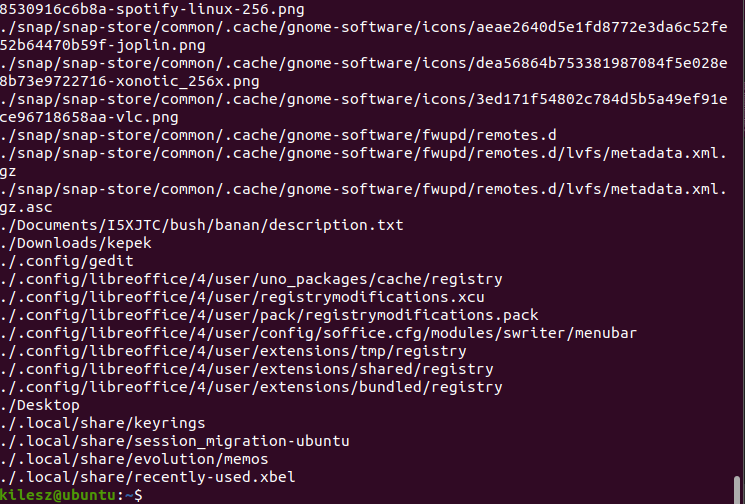 8530916c6b8a-spotify-linux-256.png
./snap/snap-store/common/.cache/gnome-software/icons/aeae2640d5e1fd8772e3da6c52fe
52b64470b59f-joplin.png
./snap/snap-store/common/.cache/gnome-software/icons/dea56864b753381987084f5e028e
8b73e9722716-xonotic_256x.png
./snap/snap-store/common/.cache/gnome-software/icons/3ed171f54802c784d5b5a49ef91e
ce96718658aa-vlc.png
./snap/snap-store/common/.cache/gnome-software/fwupd/remotes.d
./snap/snap-store/common/.cache/gnome-software/fwupd/remotes.d/lvfs/metadata.xml.
gz
./snap/snap-store/common/.cache/gnome-software/fwupd/remotes.d/lvfs/metadata.xml.
gz.asc
./Documents/I5XJTC/bush/banan/description.txt
./Downloads/kepek
./.config/gedit
./.config/libreoffice/4/user/uno_packages/cache/registry
./.config/libreoffice/4/user/registrymodifications.xcu
./.config/libreoffice/4/user/pack/registrymodifications.pack
./.config/libreoffice/4/user/config/soffice.cfg/modules/swriter/menubar
./.config/libreoffice/4/user/extensions/tmp/registry
./.config/libreoffice/4/user/extensions/shared/registry
./.config/libreoffice/4/user/extensions/bundled/registry
./Desktop
./.local/share/keyrings
./.local/share/session_migration-ubuntu
./.local/share/evolution/memos
./.local/share/recently-used.xbel
kilesz@ubuntu:~$